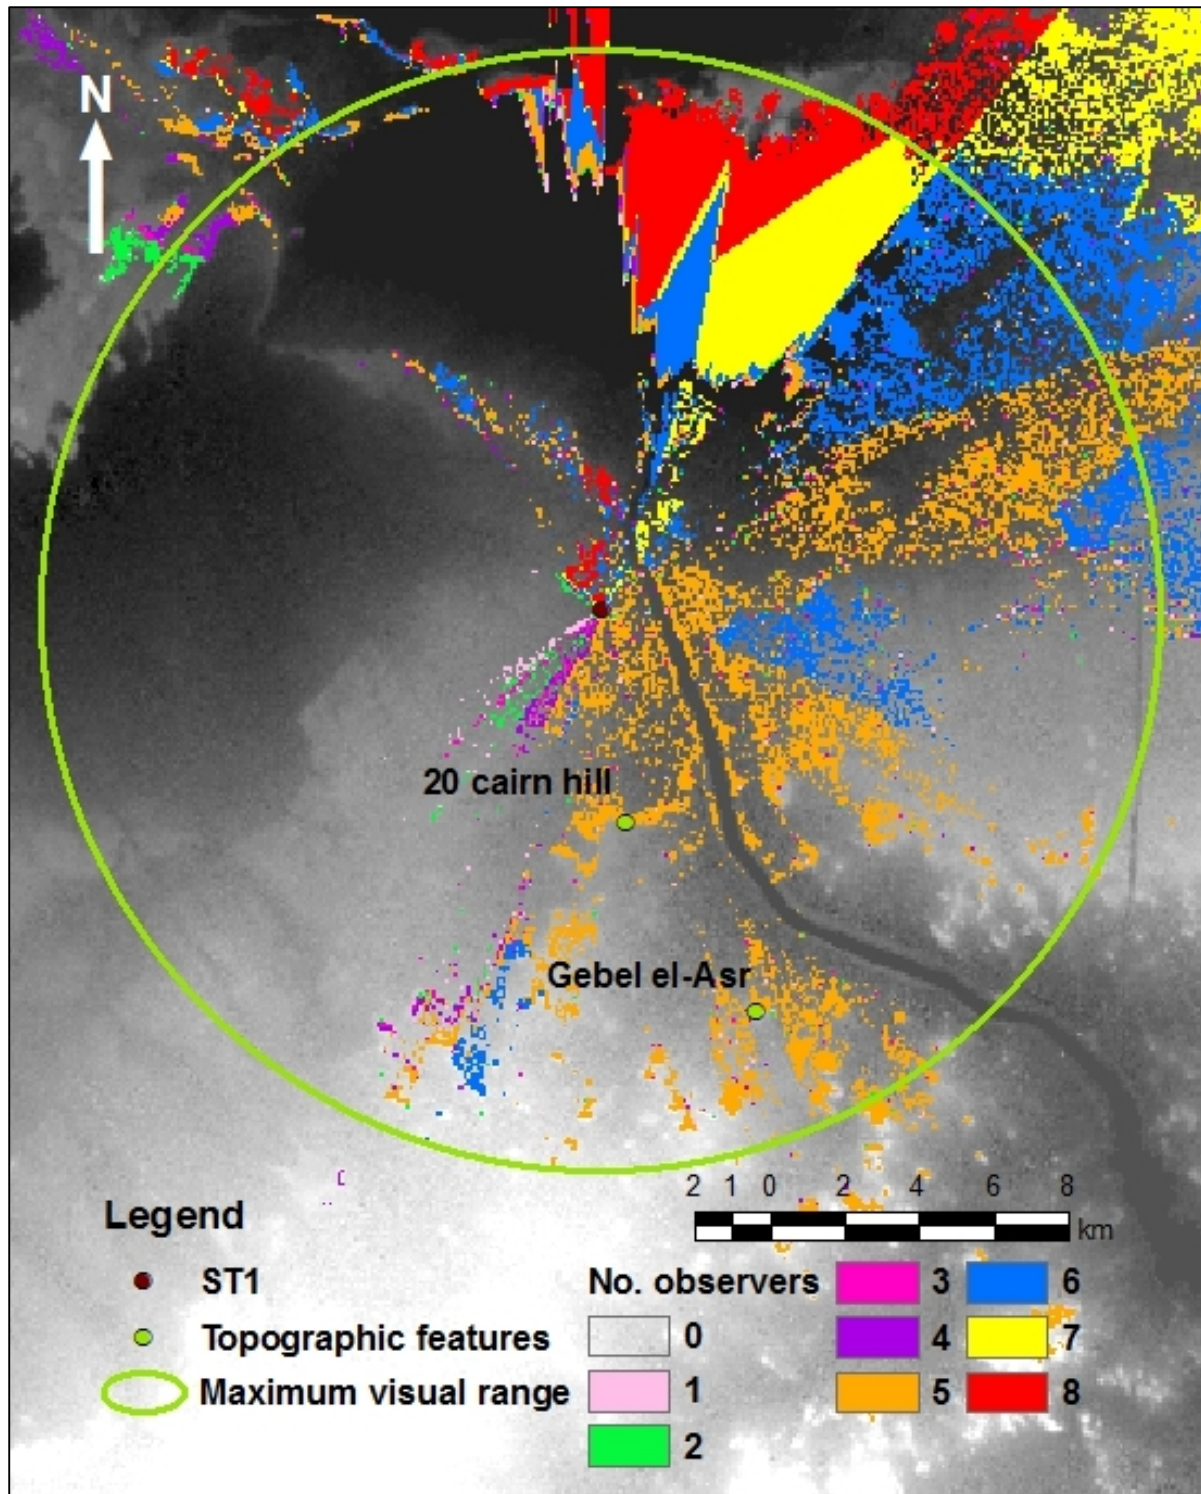 N
20 cairn hill
Gebel el-Asr
2 1 0 2 4 6 8
km
Legend
ST1
Topographic features
Maximum visual range
No. observers
0
1
2
3
4
5
6
7
8